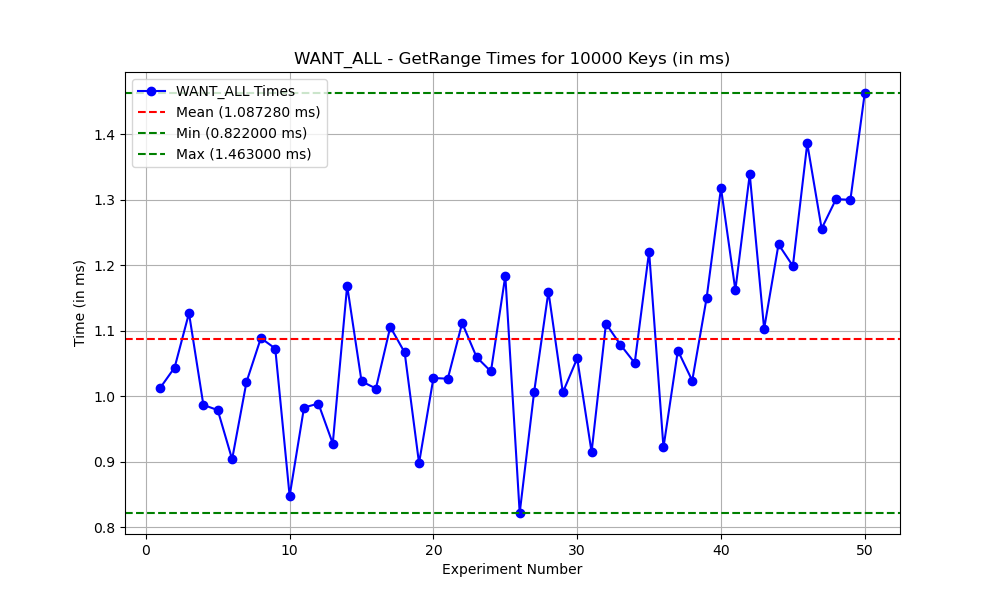 WANT_ALL - GetRange Times for 10000 Keys (in ms)
WANT_ALL Times
Mean (1.087280 ms)
Min (0.822000 ms)
Max (1.463000 ms)
Time (in ms)
1.4
1.3
1.2
1.1
1.0
0.9
0.8
0 10 20 30 40 50
Experiment Number